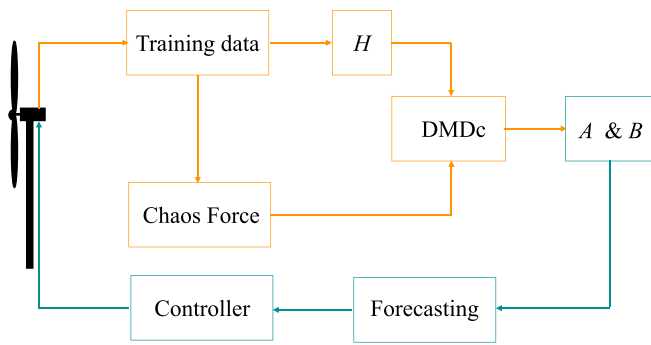 Training data
H
DMDc
A & B
Chaos Force
Controller
Forecasting